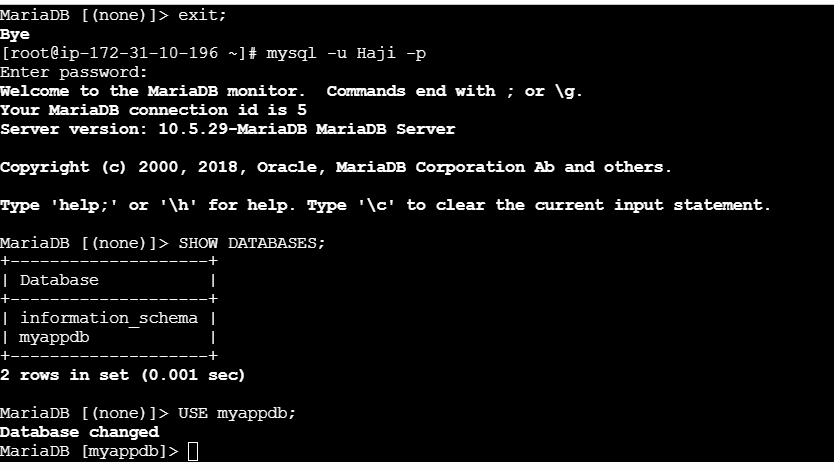 MariaDB [(none)]> exit;
Bye
[root@ip-172-31-10-196 ~]# mysql -u Haji -p
Enter password:
Welcome to the MariaDB monitor.  Commands end with ; or \g.
Your MariaDB connection id is 5
Server version: 10.5.29-MariaDB MariaDB Server

Copyright (c) 2000, 2018, Oracle, MariaDB Corporation Ab and others.

Type 'help;' or '\h' for help. Type '\c' to clear the current input statement.

MariaDB [(none)]> SHOW DATABASES;
+--------------------+
| Database           |
+--------------------+
| information_schema |
| myappdb            |
+--------------------+
2 rows in set (0.001 sec)

MariaDB [(none)]> USE myappdb;
Database changed
MariaDB [myappdb]>